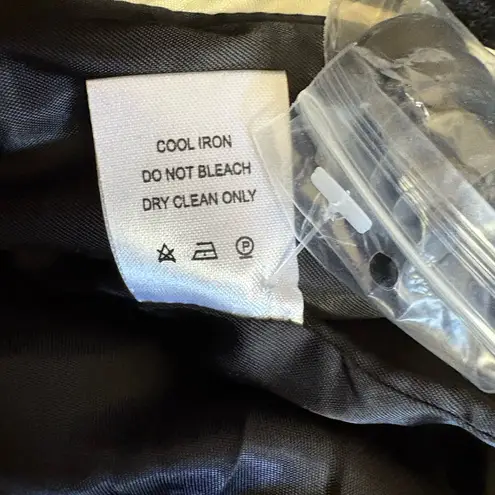 COOL IRON
DO NOT BLEACH
DRY CLEAN ONLY
P